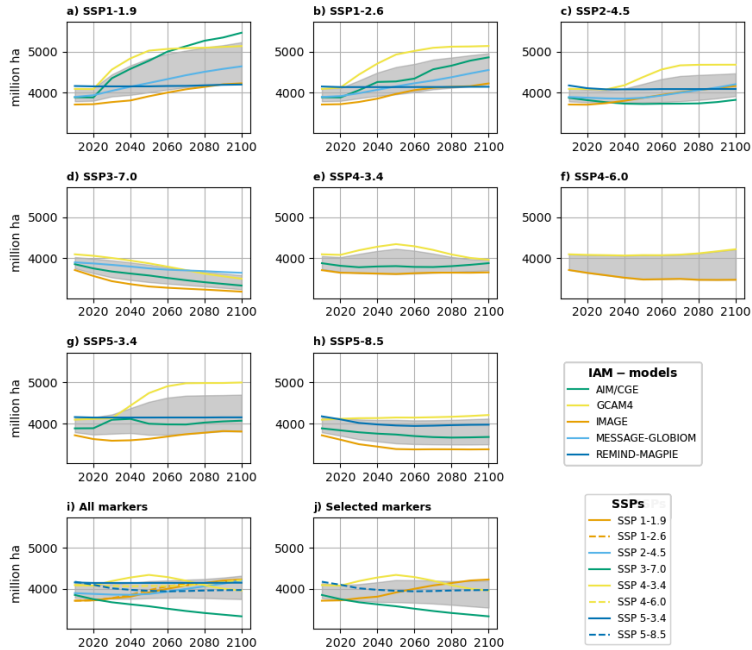 a) SSP1-1.9
b) SSP1-2.6
c) SSP2-4.5
million ha
5000
4000
5000
4000
5000
4000
2020 2040 2060 2080 2100
2020 2040 2060 2080 2100
2020 2040 2060 2080 2100
d) SSP3-7.0
e) SSP4-3.4
f) SSP4-6.0
million ha
5000
4000
5000
4000
5000
4000
2020 2040 2060 2080 2100
2020 2040 2060 2080 2100
2020 2040 2060 2080 2100
g) SSP5-3.4
h) SSP5-8.5
million ha
5000
4000
5000
4000
2020 2040 2060 2080 2100
2020 2040 2060 2080 2100
IAM − models
AIM/CGE
GCAM4
IMAGE
MESSAGE-GLOBIOM
REMIND-MAGPIE
i) All markers
j) Selected markers
million ha
5000
4000
5000
4000
2020 2040 2060 2080 2100
2020 2040 2060 2080 2100
SSPs
SSP 1-1.9
SSP 1-2.6
SSP 2-4.5
SSP 3-7.0
SSP 4-3.4
SSP 4-6.0
SSP 5-3.4
SSP 5-8.5